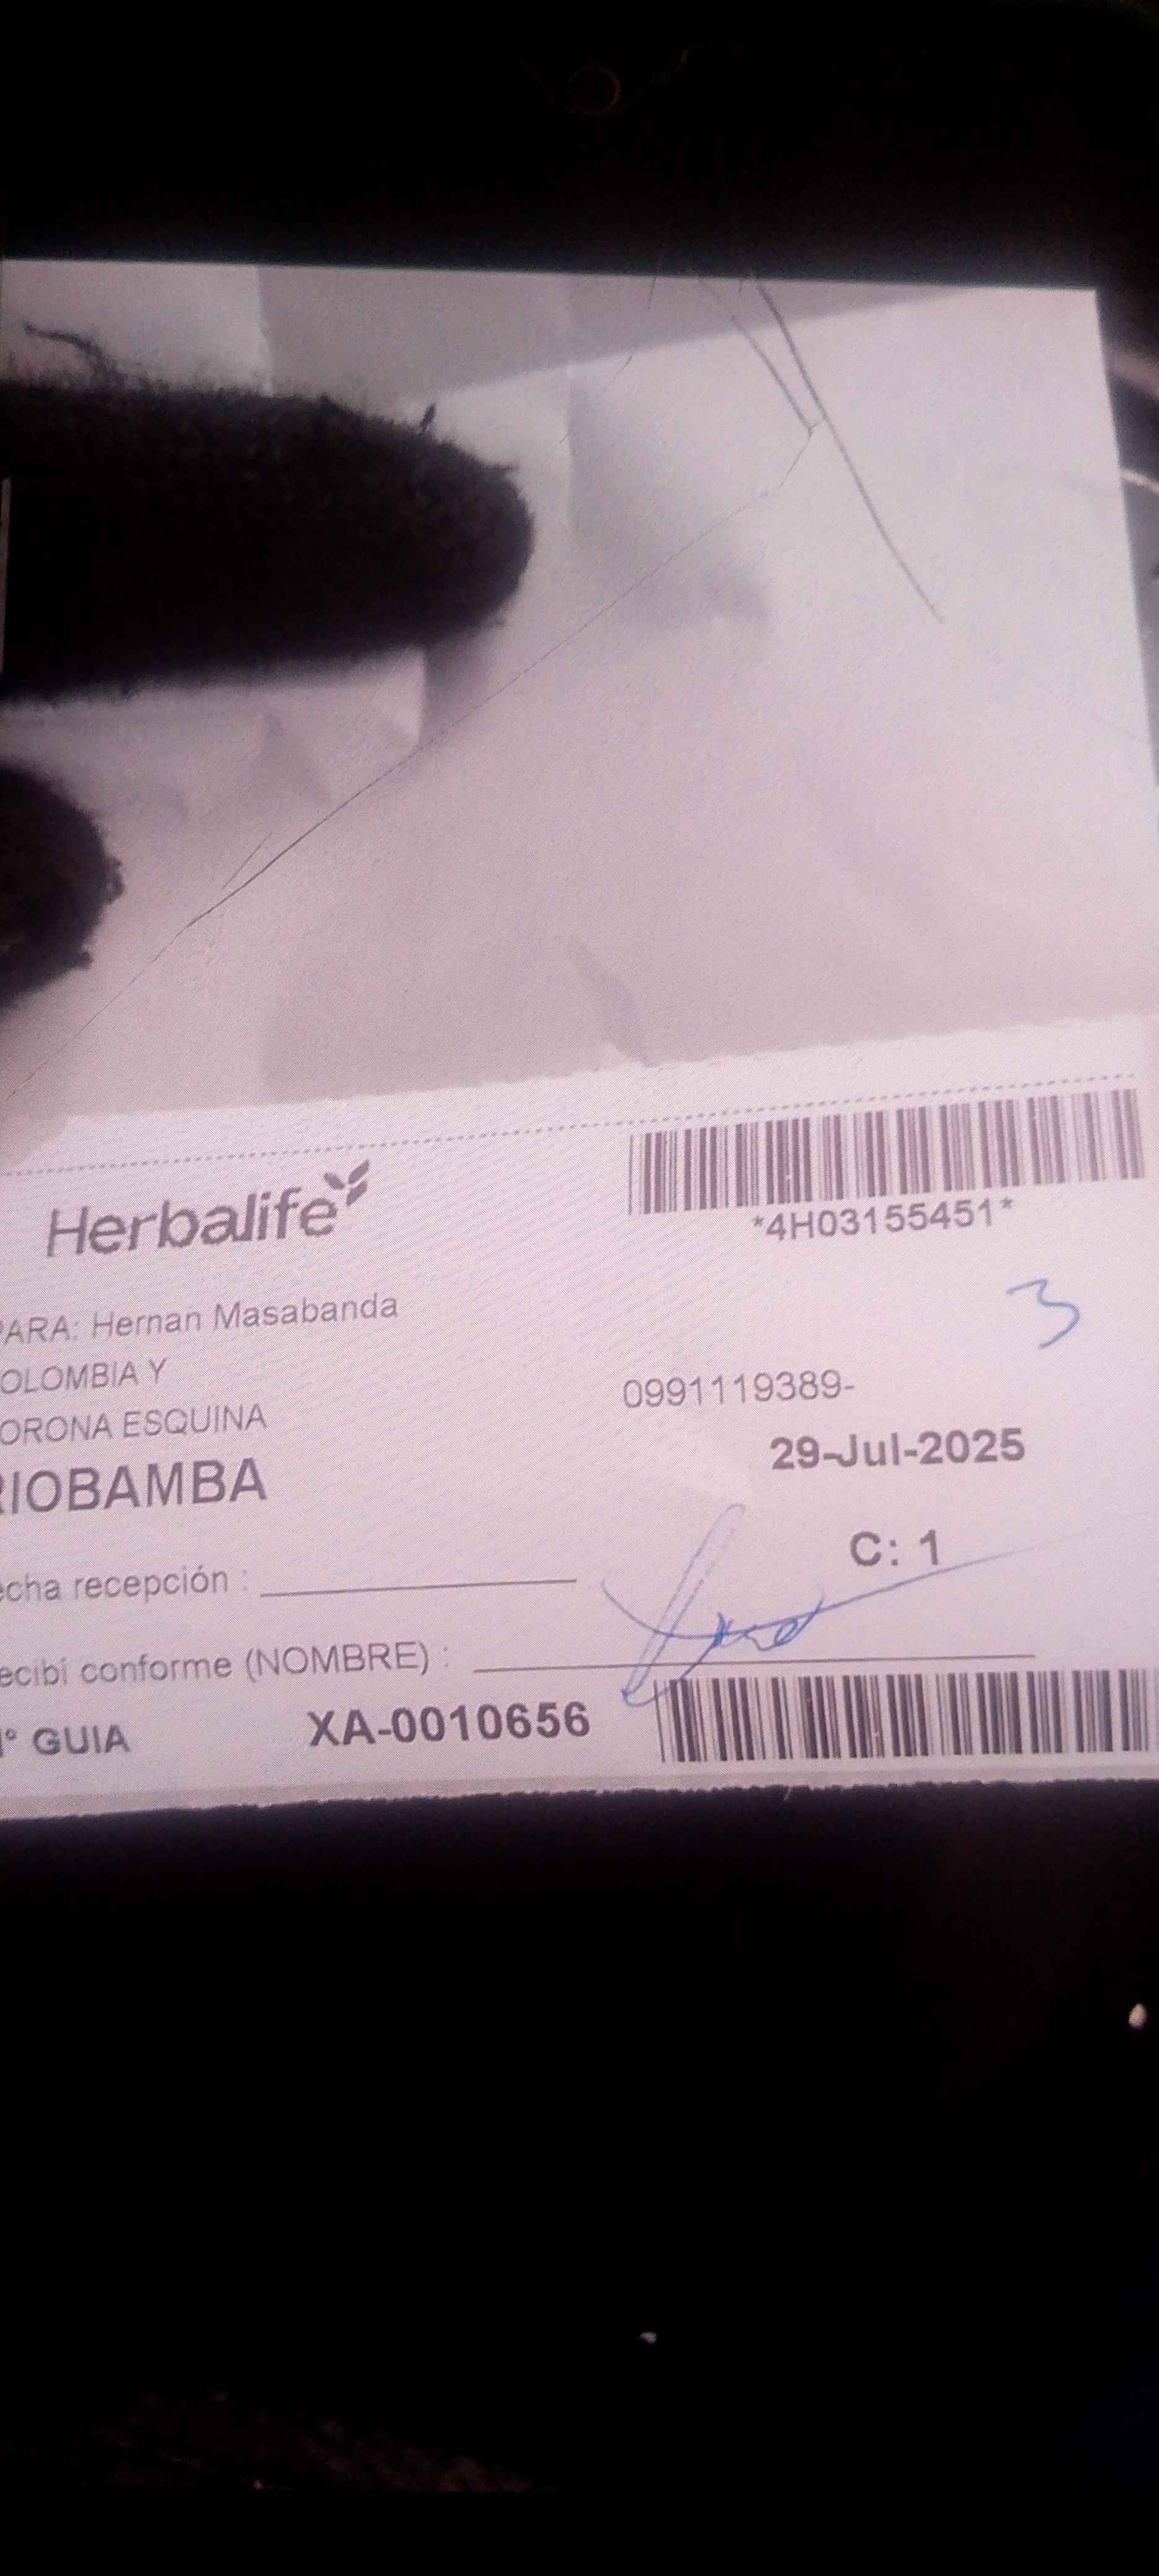 Herbalife
*4H03155451*
3
PARA: Hernan Masabanda
OLOMBIA Y
ORONA ESQUINA
0991119389-
RIOBAMBA
29-Jul-2025
C: 1
echa recepción :
ecibí conforme (NOMBRE) :
N° GUIA XA-0010656